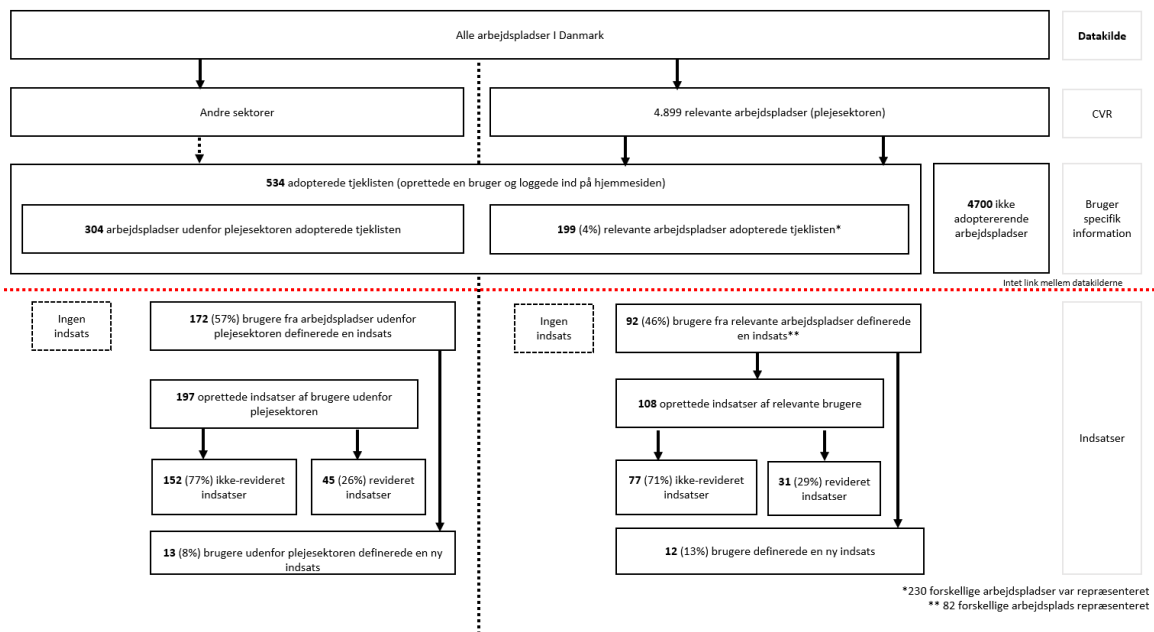 Alle arbejdspladser I Danmark
Datakilde
Andre sektorer
4.899 relevante arbejdspladser (plejesektoren)
CVR
534 adopterede tjeklisten (oprettede en bruger og loggede ind på hjemmesiden)
304 arbejdspladser udenfor plejesektoren adopterede tjeklisten
199 (4%) relevante arbejdspladser adopterede tjeklisten*
4700 ikke
adoptererende
arbejdspladser
Bruger
specifik
information
Intet link mellem datakilderne
Ingen
indsats
172 (57%) brugere fra arbejdspladser udenfor
plejesektoren definerede en indsats
Ingen
indsats
92 (46%) brugere fra relevante arbejdspladser definerede
en indsats**
197 oprettede indsatser af brugere udenfor
plejesektoren
108 oprettede indsatser af relevante brugere
Indsatser
152 (77%) ikke-revideret
indsatser
45 (26%) revideret
indsatser
77 (71%) ikke-revideret
indsatser
31 (29%) revideret
indsatser
13 (8%) brugere udenfor plejesektoren definerede en ny
indsats
12 (13%) brugere definerede en ny indsats
*230 forskellige arbejdspladser var repræsenteret
** 82 forskellige arbejdsplads repræsenteret